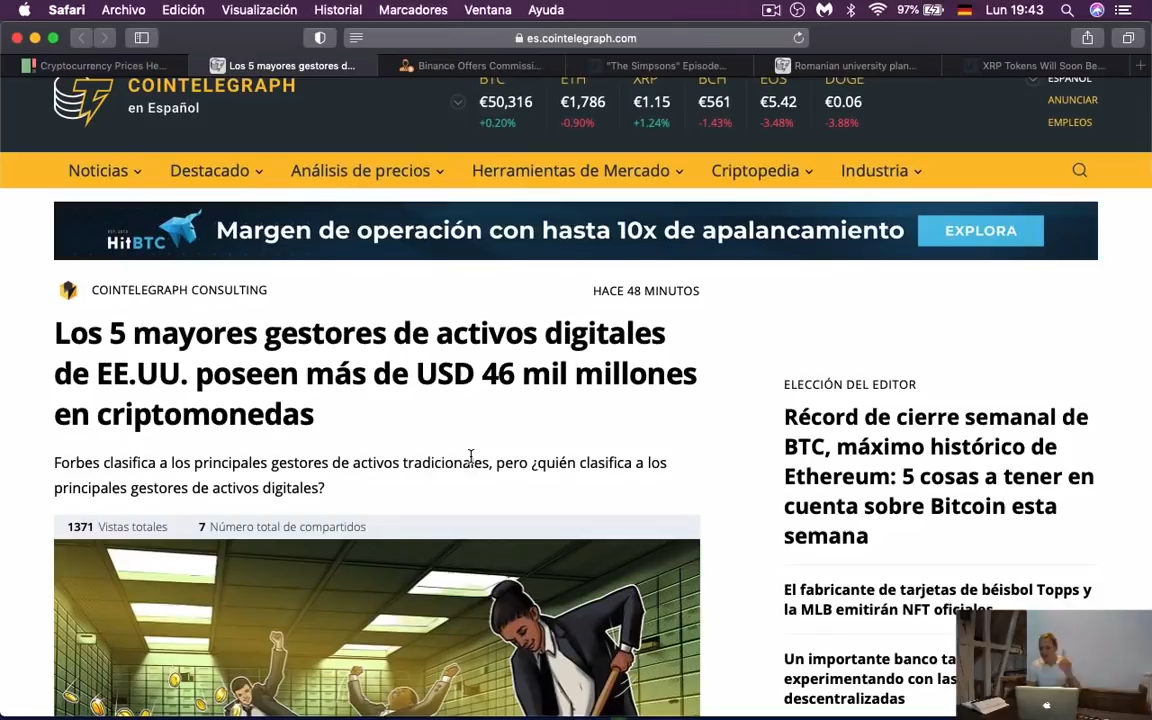 Safari Archivo Edición Visualización Historial Marcadores Ventana Ayuda 97% Lun 19:43
es.cointelegraph.com
Cryptocurrency Prices He...
Los 5 mayores gestores d...
Binance Offers Commissi...
"The Simpsons" Episode...
Romanian university plan...
XRP Tokens Will Soon Be...
COINTELEGRAPH
en Español
BTC ETH XRP BCH EOS DOGE
€50,316 €1,786 €1.15 €561 €5.42 €0.06
+0.20% -0.90% +1.24% -1.43% -3.48% -3.88%
ESPAÑOL
ANUNCIAR
EMPLEOS
Noticias Destacado Análisis de precios Herramientas de Mercado Criptopedia Industria
HitBTC
Margen de operación con hasta 10x de apalancamiento
EXPLORA
COINTELEGRAPH CONSULTING
HACE 48 MINUTOS
Los 5 mayores gestores de activos digitales
de EE.UU. poseen más de USD 46 mil millones
en criptomonedas
Forbes clasifica a los principales gestores de activos tradicionales, pero ¿quién clasifica a los
principales gestores de activos digitales?
1371 Vistas totales 7 Número total de compartidos
ELECCIÓN DEL EDITOR
Récord de cierre semanal de
BTC, máximo histórico de
Ethereum: 5 cosas a tener en
cuenta sobre Bitcoin esta
semana
El fabricante de tarjetas de béisbol Topps y
la MLB emitirán NFT oficiales
Un importante banco ta
experimentando con las
descentralizadas